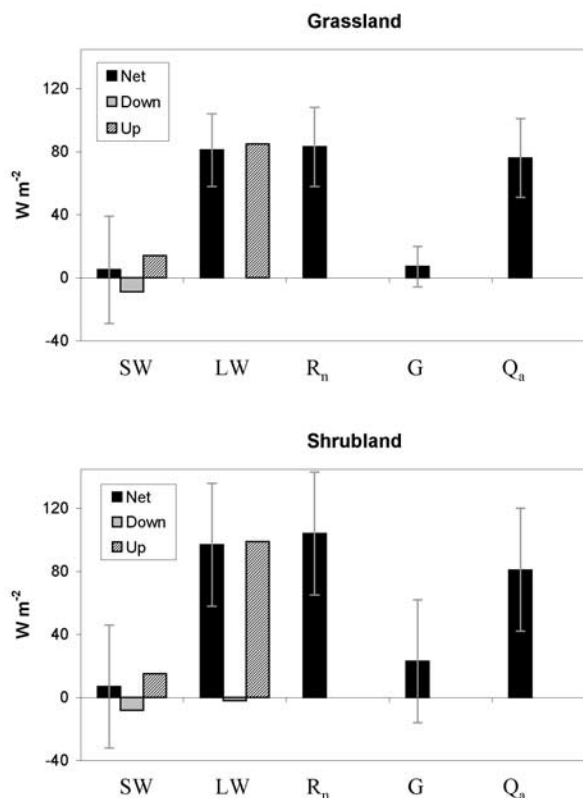 Grassland
Net
Down
Up
W m⁻²
120
80
40
0
-40
SW LW Rₙ G Qₐ
Shrubland
Net
Down
Up
W m⁻²
120
80
40
0
-40
SW LW Rₙ G Qₐ